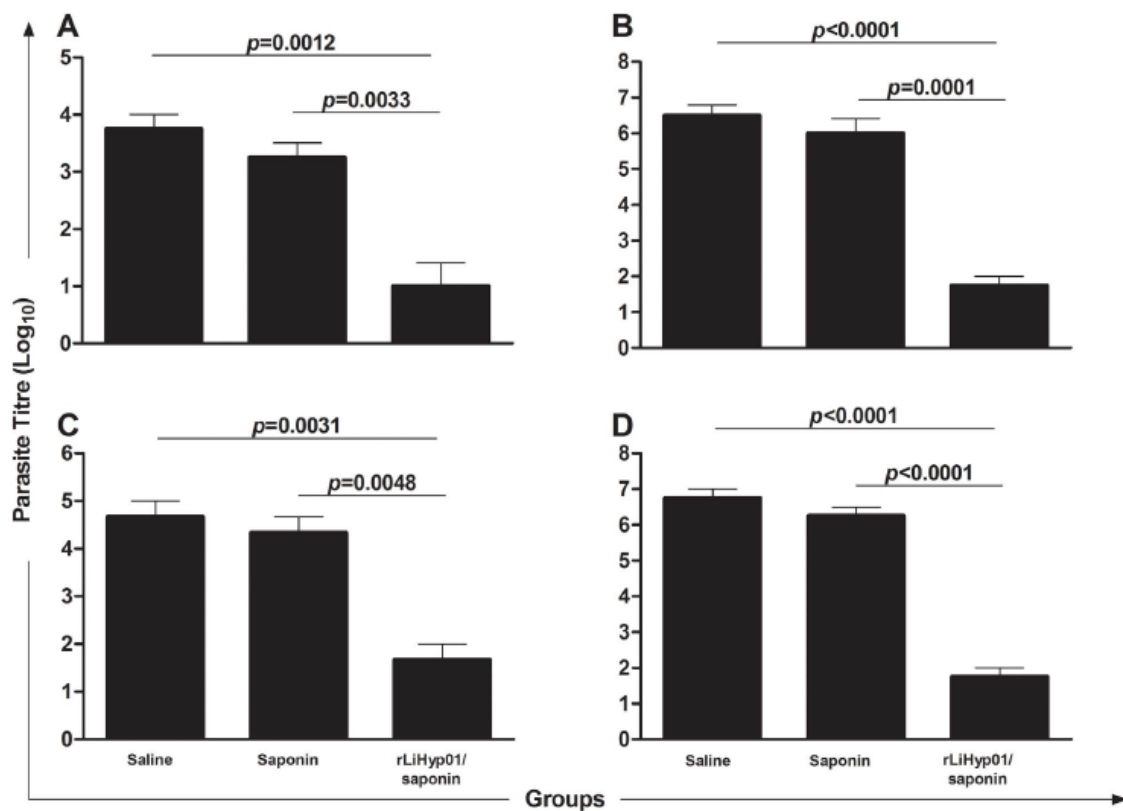 Parasite Titre (Log10)
A
p=0.0012
p=0.0033
5
4
3
2
1
0
B
p<0.0001
p=0.0001
8
7
6
5
4
3
2
1
0
C
p=0.0031
p=0.0048
6
5
4
3
2
1
0
Saline
Saponin
rLiHyp01/
saponin
D
p<0.0001
p<0.0001
8
7
6
5
4
3
2
1
0
Saline
Saponin
rLiHyp01/
saponin
Groups